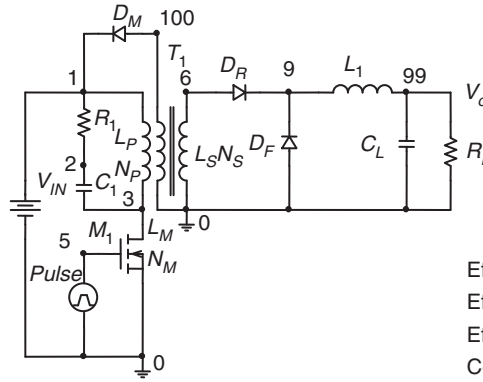 D_M
100
T_1
1
6
D_R
9
L_1
99
R_1
L_P
2
N_P
D_F
L_S N_S
C_L
V_IN
C_1
3
0
M_1
L_M
5
N_M
Pulse
0